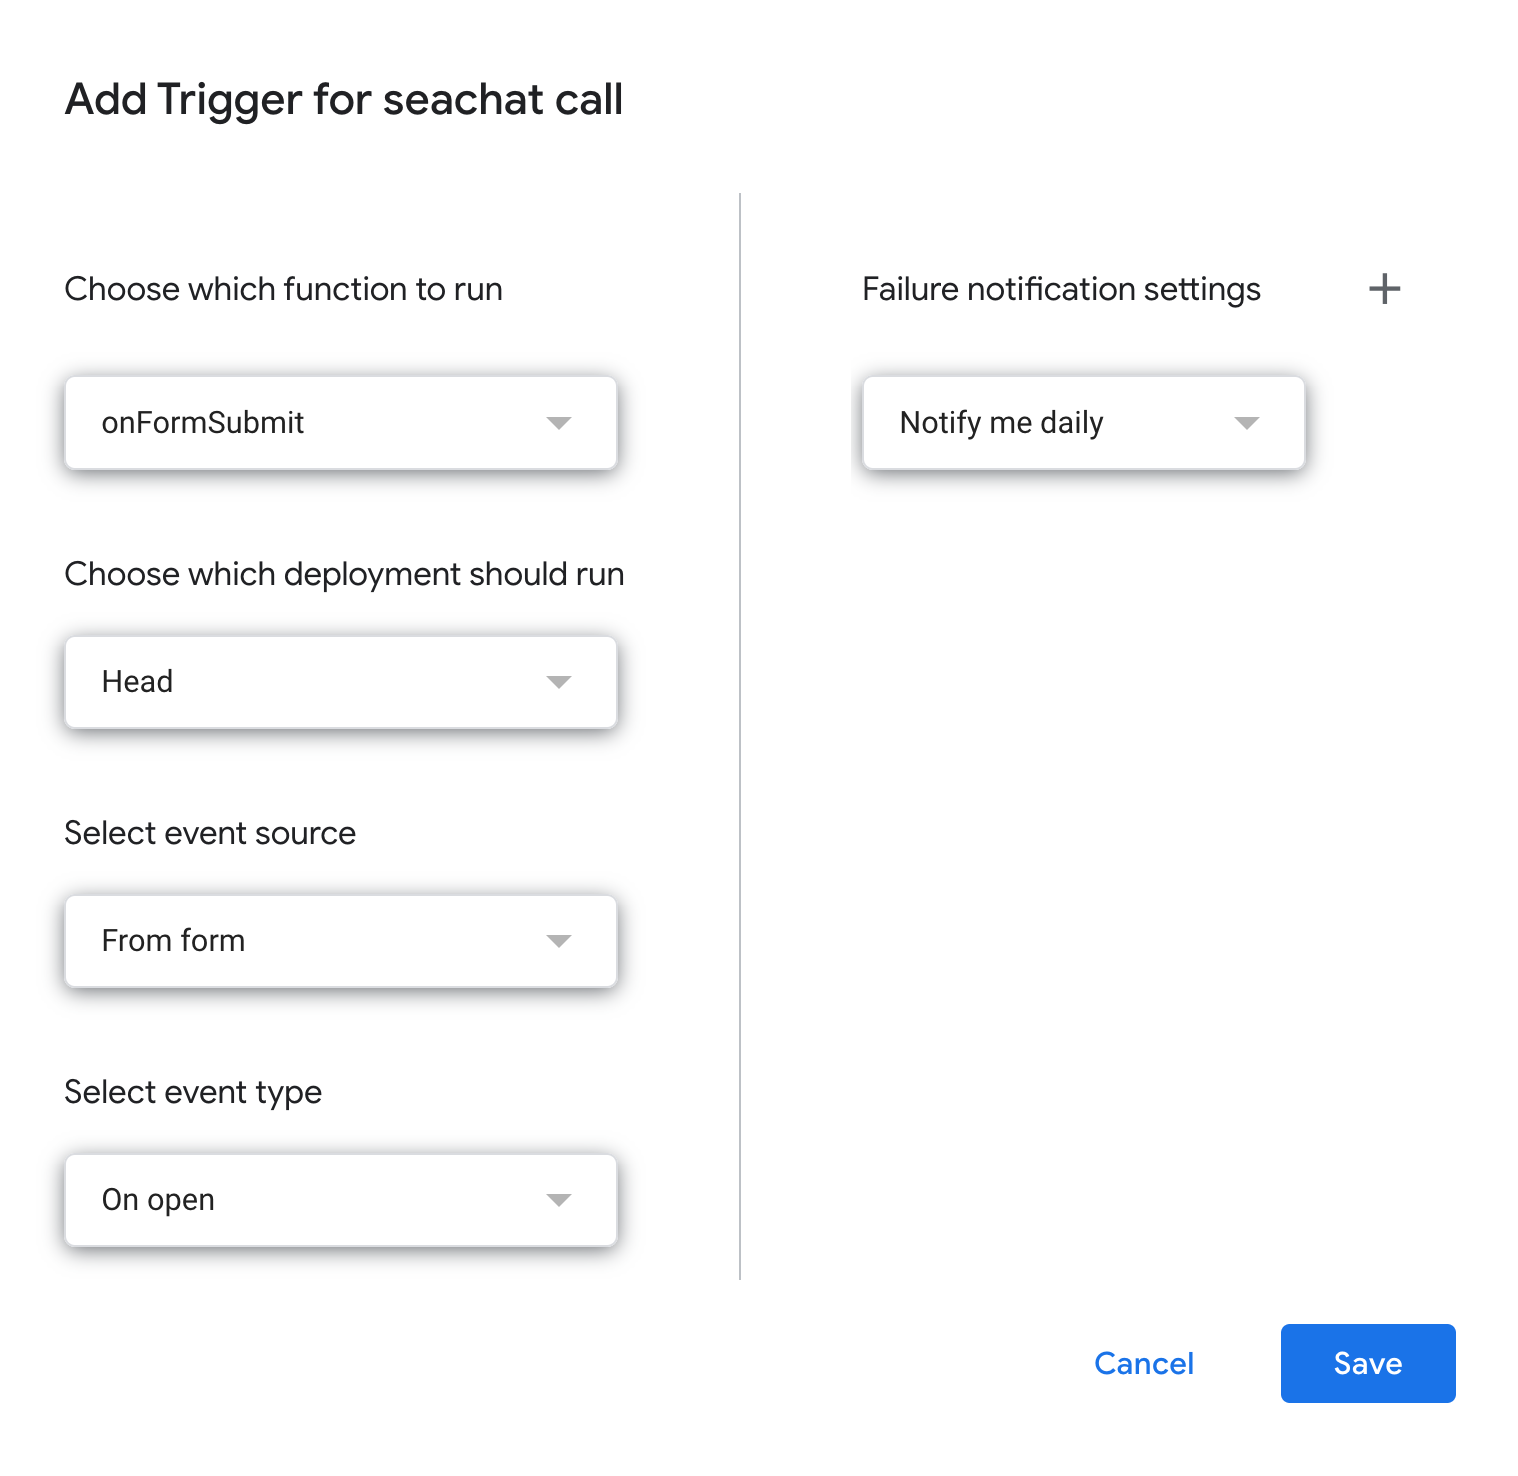 Add Trigger for seachat call
Choose which function to run
onFormSubmit
Choose which deployment should run
Head
Select event source
From form
Select event type
On open
Failure notification settings
Notify me daily
Cancel
Save